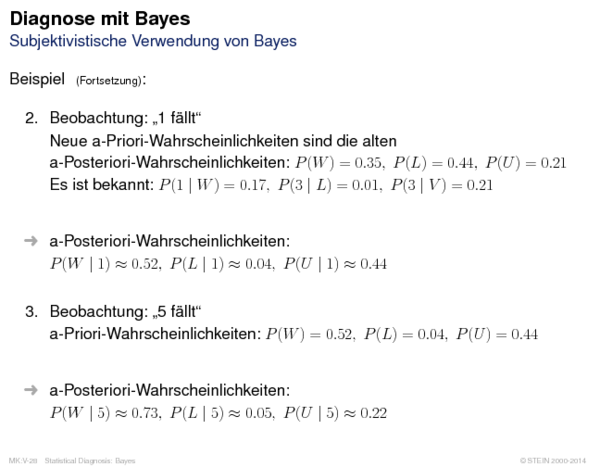 Diagnose mit Bayes
Subjektivistische Verwendung von Bayes
Beispiel (Fortsetzung):
2. Beobachtung: „1 fällt“
Neue a-Priori-Wahrscheinlichkeiten sind die alten
a-Posteriori-Wahrscheinlichkeiten: P(W) = 0.35, P(L) = 0.44, P(U) = 0.21
Es ist bekannt: P(1 | W) = 0.17, P(3 | L) = 0.01, P(3 | V) = 0.21
➜ a-Posteriori-Wahrscheinlichkeiten:
P(W | 1) ≈ 0.52, P(L | 1) ≈ 0.04, P(U | 1) ≈ 0.44
3. Beobachtung: „5 fällt“
a-Priori-Wahrscheinlichkeiten: P(W) = 0.52, P(L) = 0.04, P(U) = 0.44
➜ a-Posteriori-Wahrscheinlichkeiten:
P(W | 5) ≈ 0.73, P(L | 5) ≈ 0.05, P(U | 5) ≈ 0.22
MK:V-28 Statistical Diagnosis: Bayes © STEIN 2000-2014